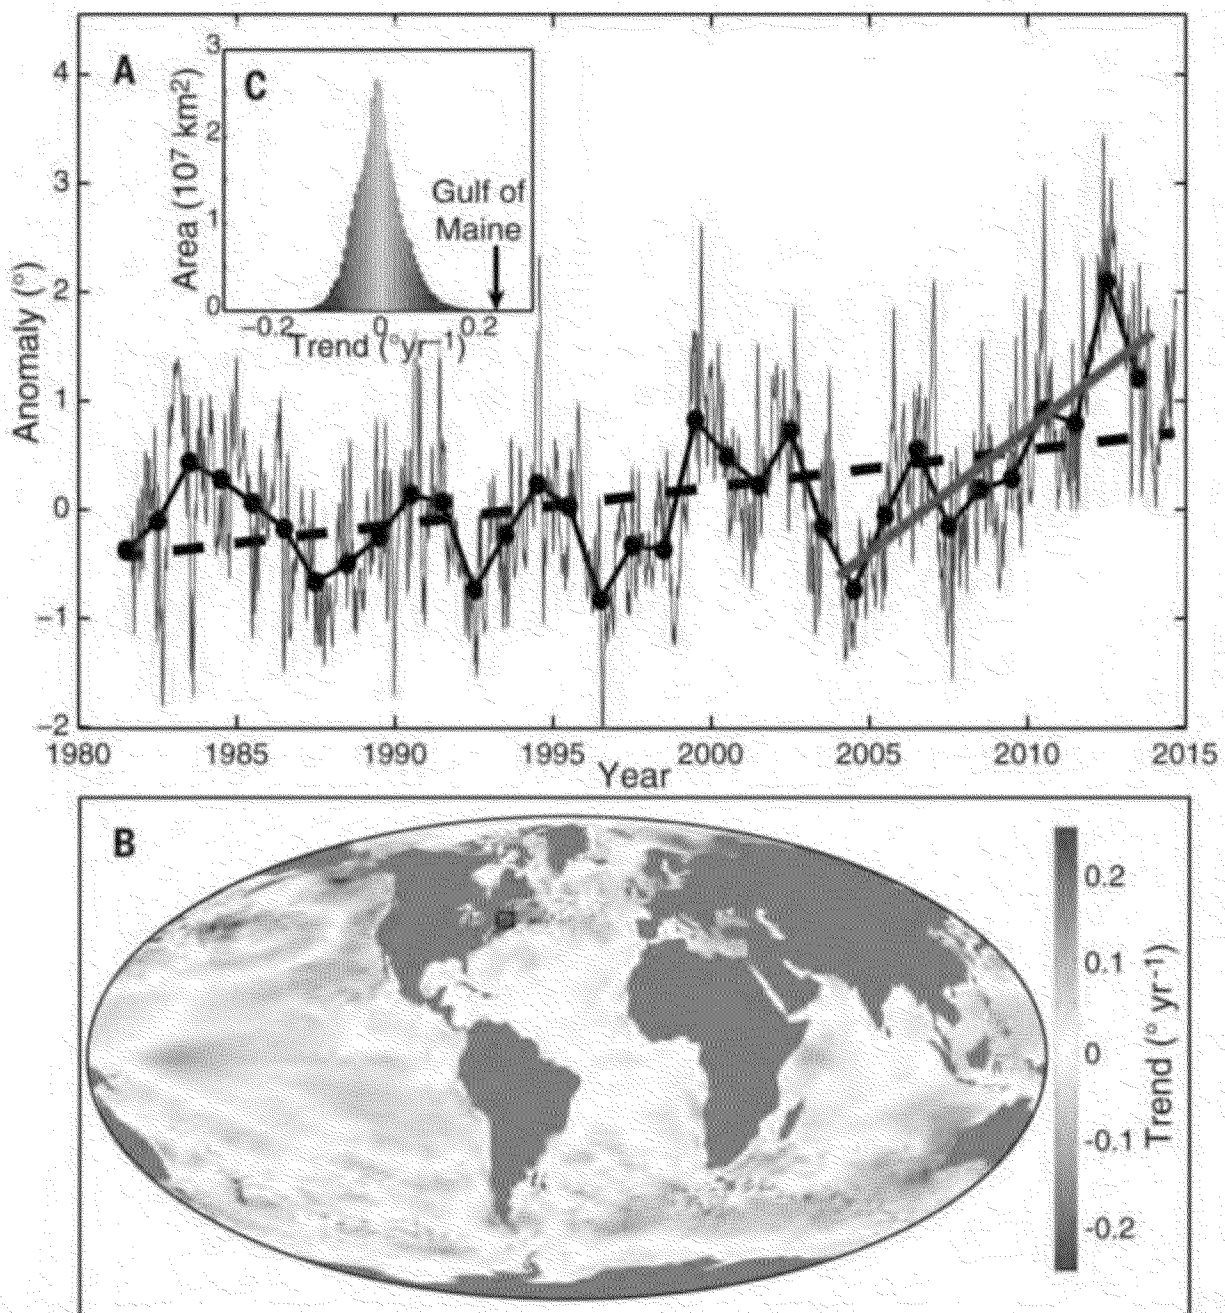 A
C
Area (10⁷ km²)
3
2
1
0
Gulf of
Maine
−0.2
0
0.2
Trend (°yr⁻¹)
Anomaly (°)
4
3
2
1
0
−1
−2
1980
1985
1990
1995
2000
2005
2010
2015
Year
B
0.2
0.1
0
-0.1
-0.2
Trend (° yr⁻¹)